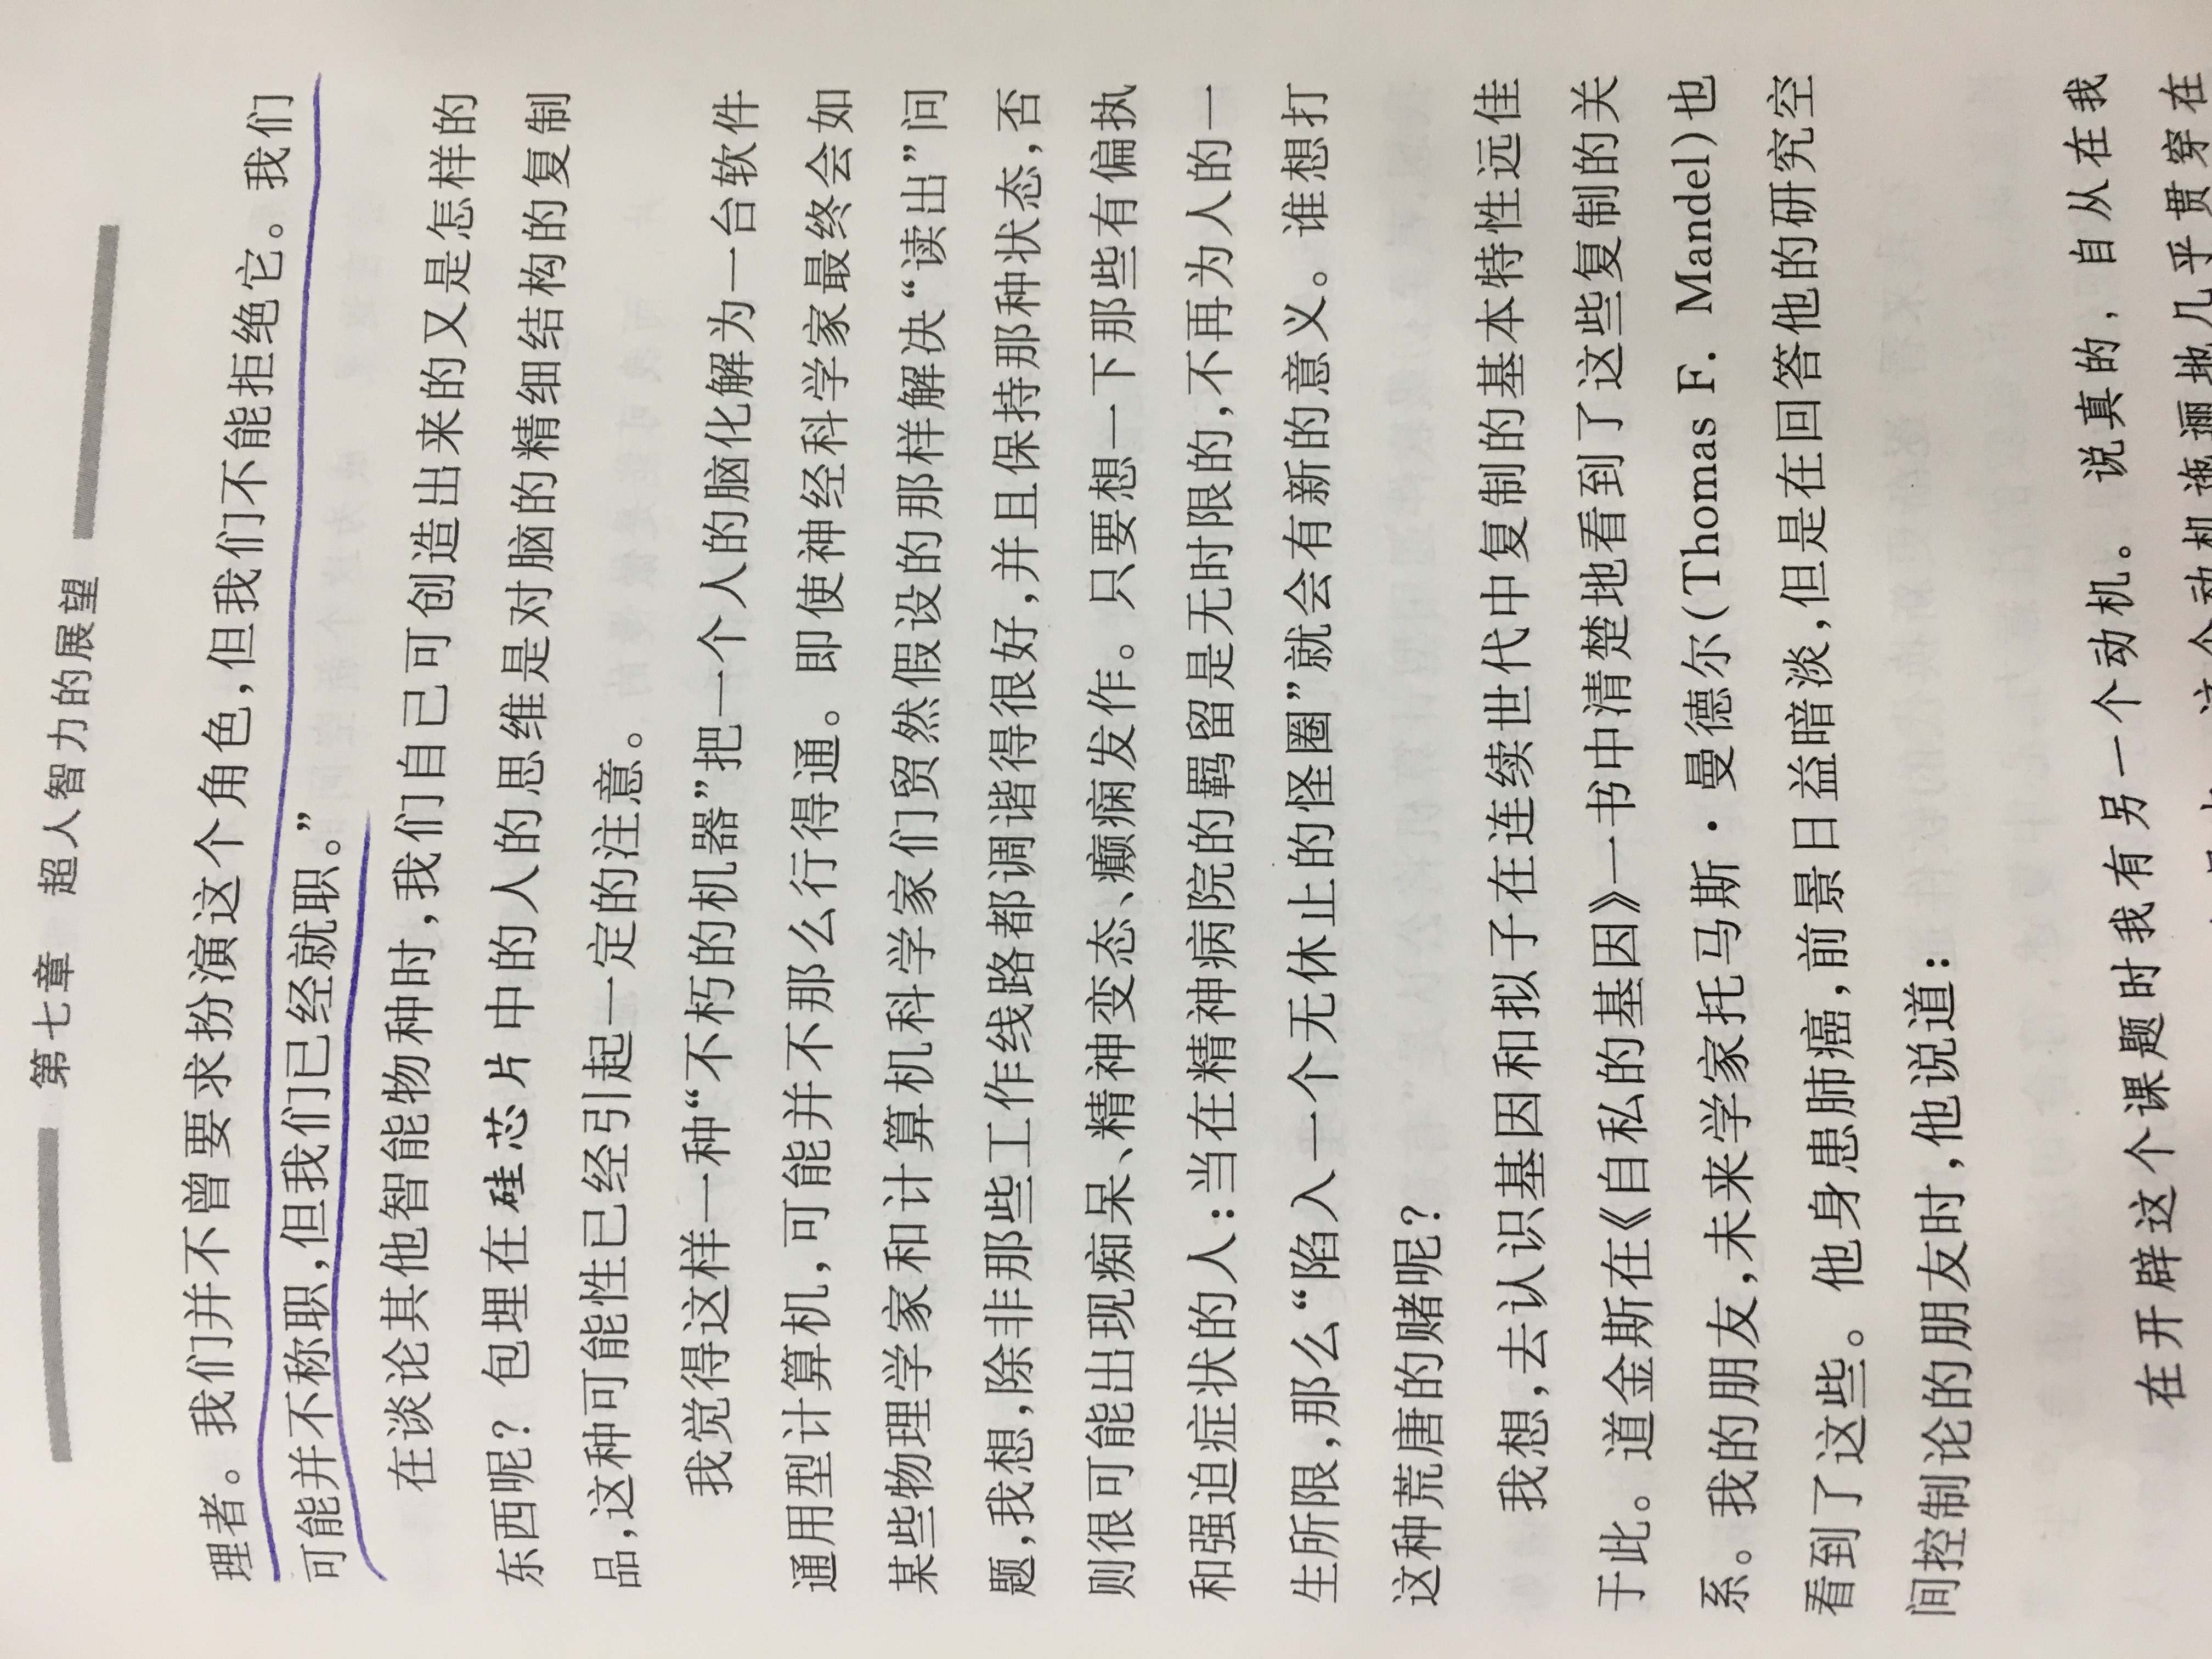 第七章 超人智力的展望
理者。我们并不曾要求扮演这个角色，但我们不能拒绝它。我们
可能并不称职，但我们已经就职。”
在谈论其他智能物种时，我们自己可创造出来的又是怎样的
东西呢？包埋在硅芯片中的人的思维是对脑的精细结构的复制
品，这种可能性已经引起一定的注意。
我觉得这样一种“不朽的机器”把一个人的脑化解为一台软件
通用型计算机，可能并不那么行得通。即使神经科学家最终会如
某些物理学家和计算机科学家们贸然假设的那样解决“读出”问
题，我想，除非那些工作线路都调谐得很好，并且保持那种状态，否
则很可能出现痴呆、精神变态、癫痫发作。只要想一下那些有偏执
和强迫症状的人：当在精神病院的羁留是无时限的，不再为人的一
生所限，那么“陷入一个无休止的怪圈”就会有新的意义。谁想打
这种荒唐的赌呢？
我想，去认识基因和拟子在连续世代中复制的基本特性远佳
于此。道金斯在《自私的基因》一书中清楚地看到了这些复制的关
系。我的朋友，未来学家托马斯·曼德尔(Thomas F. Mandel)也
看到了这些。他身患肺癌，前景日益暗淡，但是在回答他的研究空
间控制论的朋友时，他说道：
在开辟这个课题时我有另一个动机。 说真的，自从在我
这个动机迤逦地几乎贯穿在